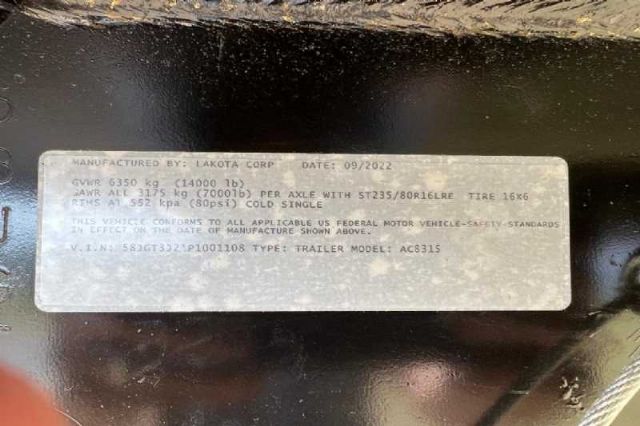 MANUFACTURED BY: LAKOTA CORP DATE: 09/2022
GVWR 6350 kg (14000 lb)
GAWR ALL 3175 kg (7000lb) PER AXLE WITH ST235/80R16LRE TIRE 16X6
RIMS AT 552 kpa (80psi) COLD SINGLE
THIS VEHICLE CONFORMS TO ALL APPLICABLE US FEDERAL MOTOR VEHICLE-SAFETY-STANDARDS
IN EFFECT ON THE DATE OF MANUFACTURE SHOWN ABOVE.
V.I.N: TYPE: TRAILER MODEL: AC8315